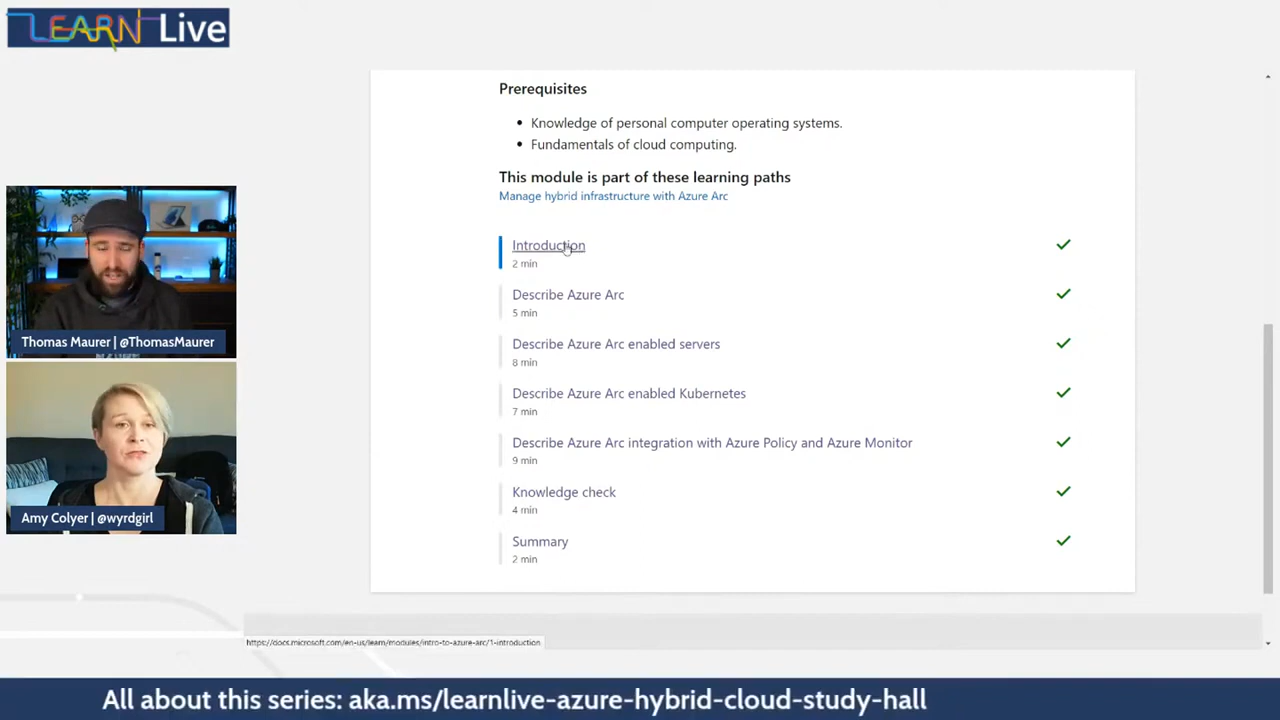 LEARN Live
Prerequisites
Knowledge of personal computer operating systems.
Fundamentals of cloud computing.
This module is part of these learning paths
Manage hybrid infrastructure with Azure Arc
Introduction
2 min
Describe Azure Arc
5 min
Describe Azure Arc enabled servers
8 min
Describe Azure Arc enabled Kubernetes
7 min
Describe Azure Arc integration with Azure Policy and Azure Monitor
9 min
Knowledge check
4 min
Summary
2 min
Thomas Maurer | @ThomasMaurer
Amy Colyer | @wyrdgirl
https://docs.microsoft.com/en-us/learn/modules/intro-to-azure-arc/1-introduction
All about this series: aka.ms/learnlive-azure-hybrid-cloud-study-hall